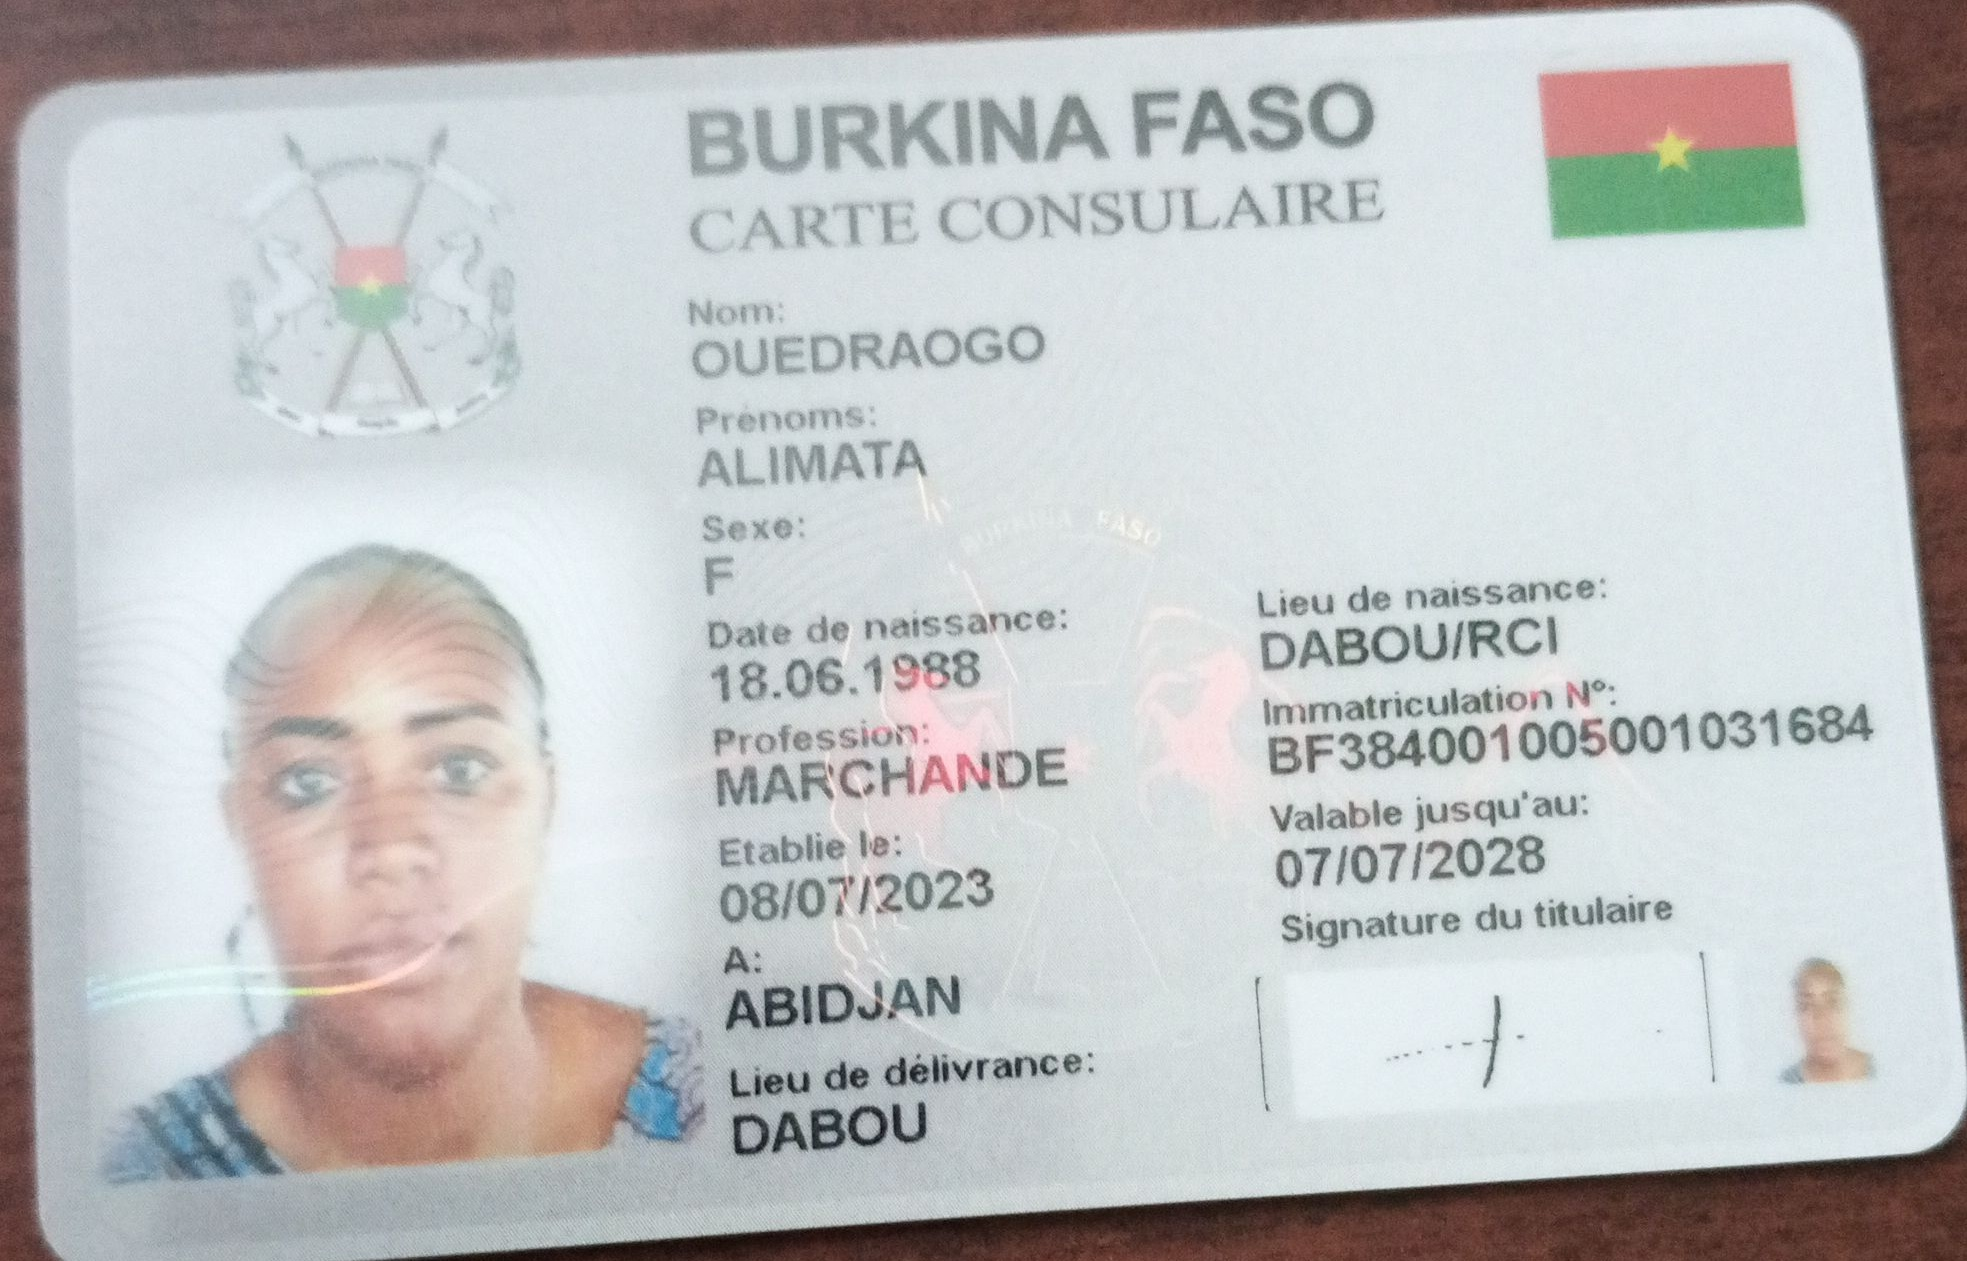 BURKINA FASO
CARTE CONSULAIRE
Nom:
OUEDRAOGO
Prénoms:
ALIMATA
Sexe:
F
Date de naissance:
18.06.1988
Profession:
MARCHANDE
Etablie le:
08/07/2023
A:
ABIDJAN
Lieu de délivrance:
DABOU
Lieu de naissance:
DABOU/RCI
Immatriculation N°:
BF384001005001031684
Valable jusqu'au:
07/07/2028
Signature du titulaire
BURKINA FASO